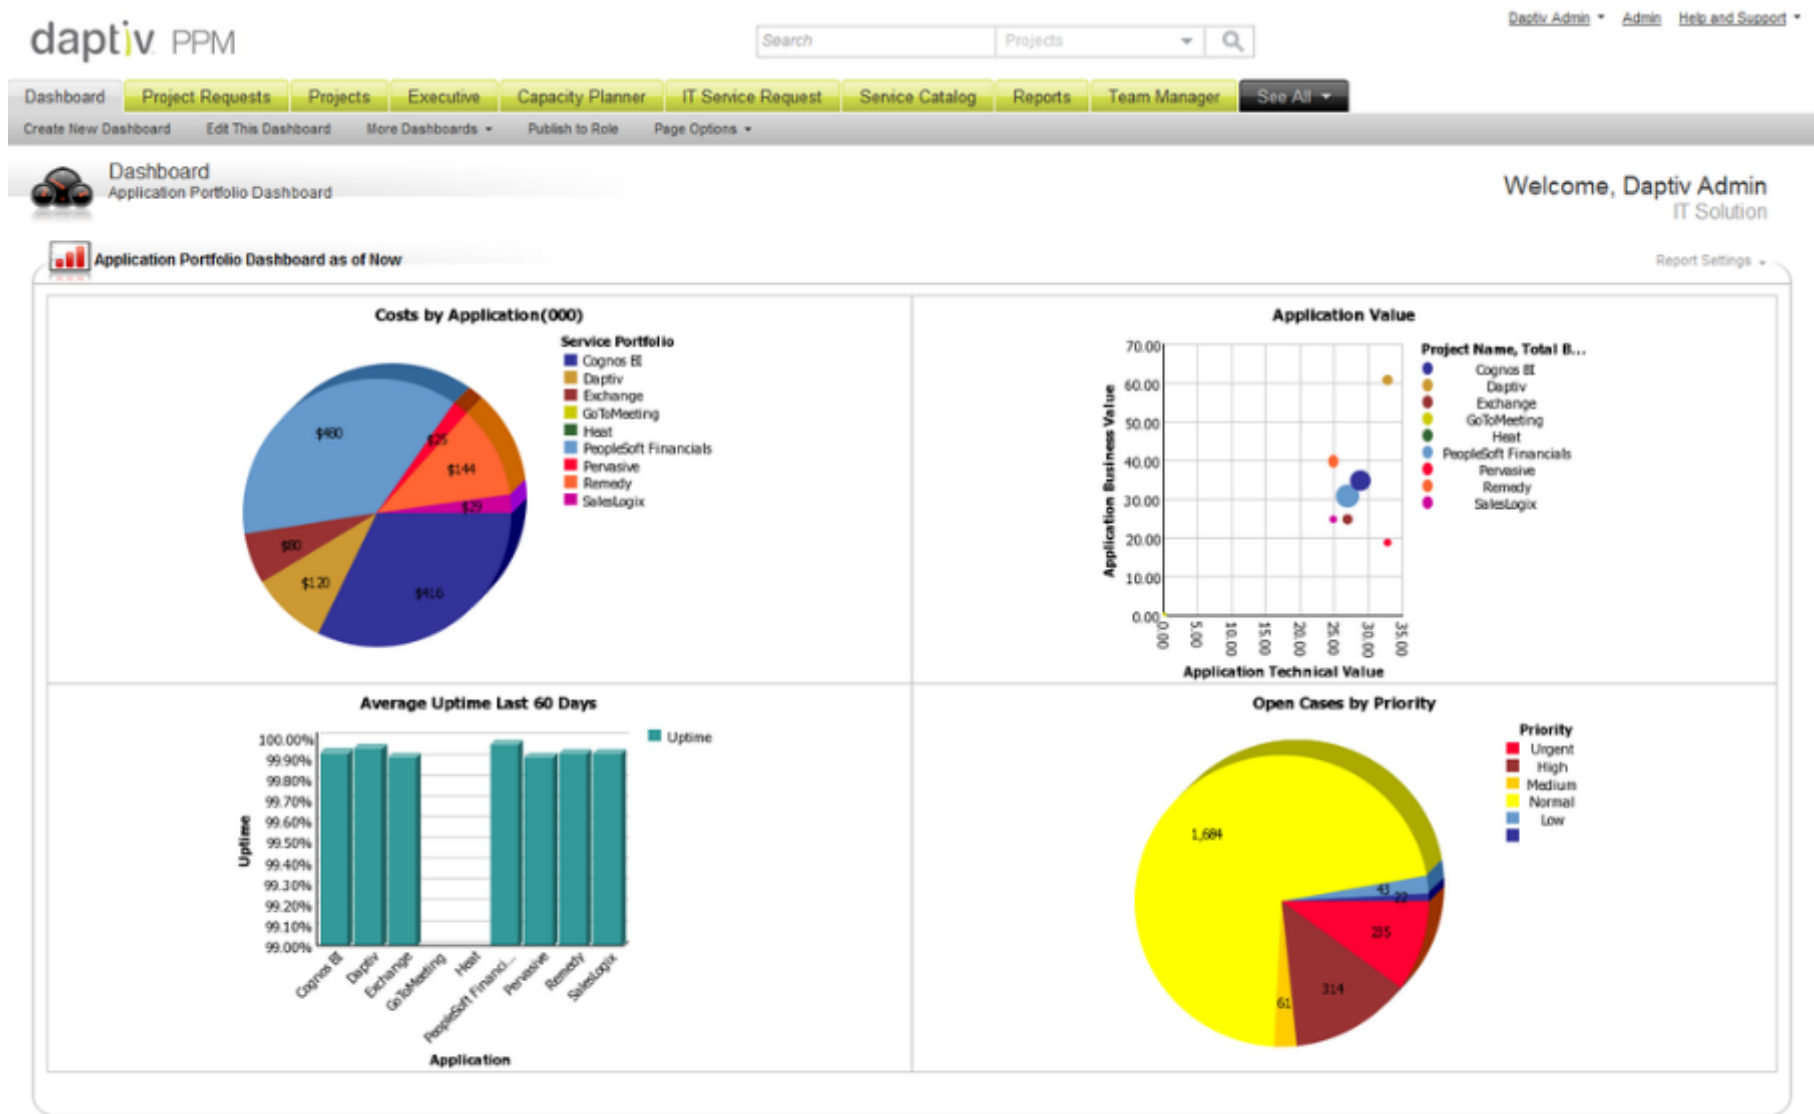 daptiv PPM
Search
Projects
Daptiv Admin
Admin
Help and Support
Dashboard
Project Requests
Projects
Executive
Capacity Planner
IT Service Request
Service Catalog
Reports
Team Manager
See All
Create New Dashboard
Edit This Dashboard
More Dashboards
Publish to Role
Page Options
Dashboard
Application Portfolio Dashboard
Welcome, Daptiv Admin
IT Solution
Application Portfolio Dashboard as of Now
Report Settings
Costs by Application(000)
Service Portfolio
Cognos BI
Daptiv
Exchange
GoToMeeting
Heat
PeopleSoft Financials
Pervasive
Remedy
SalesLogix
$480
$25
$144
$29
$80
$120
$416
Application Value
Application Business Value
70.00
60.00
50.00
40.00
30.00
20.00
10.00
0.00
0.00
5.00
10.00
15.00
20.00
25.00
30.00
35.00
Application Technical Value
Project Name, Total B...
Cognos BI
Daptiv
Exchange
GoToMeeting
Heat
PeopleSoft Financials
Pervasive
Remedy
SalesLogix
Average Uptime Last 60 Days
Uptime
Uptime
100.00%
99.90%
99.80%
99.70%
99.60%
99.50%
99.40%
99.30%
99.20%
99.10%
99.00%
Cognos BI
Daptiv
Exchange
GoToMeeting
Heat
PeopleSoft Financi...
Pervasive
Remedy
SalesLogix
Application
Open Cases by Priority
Priority
Urgent
High
Medium
Normal
Low
1,684
43
22
235
314
61